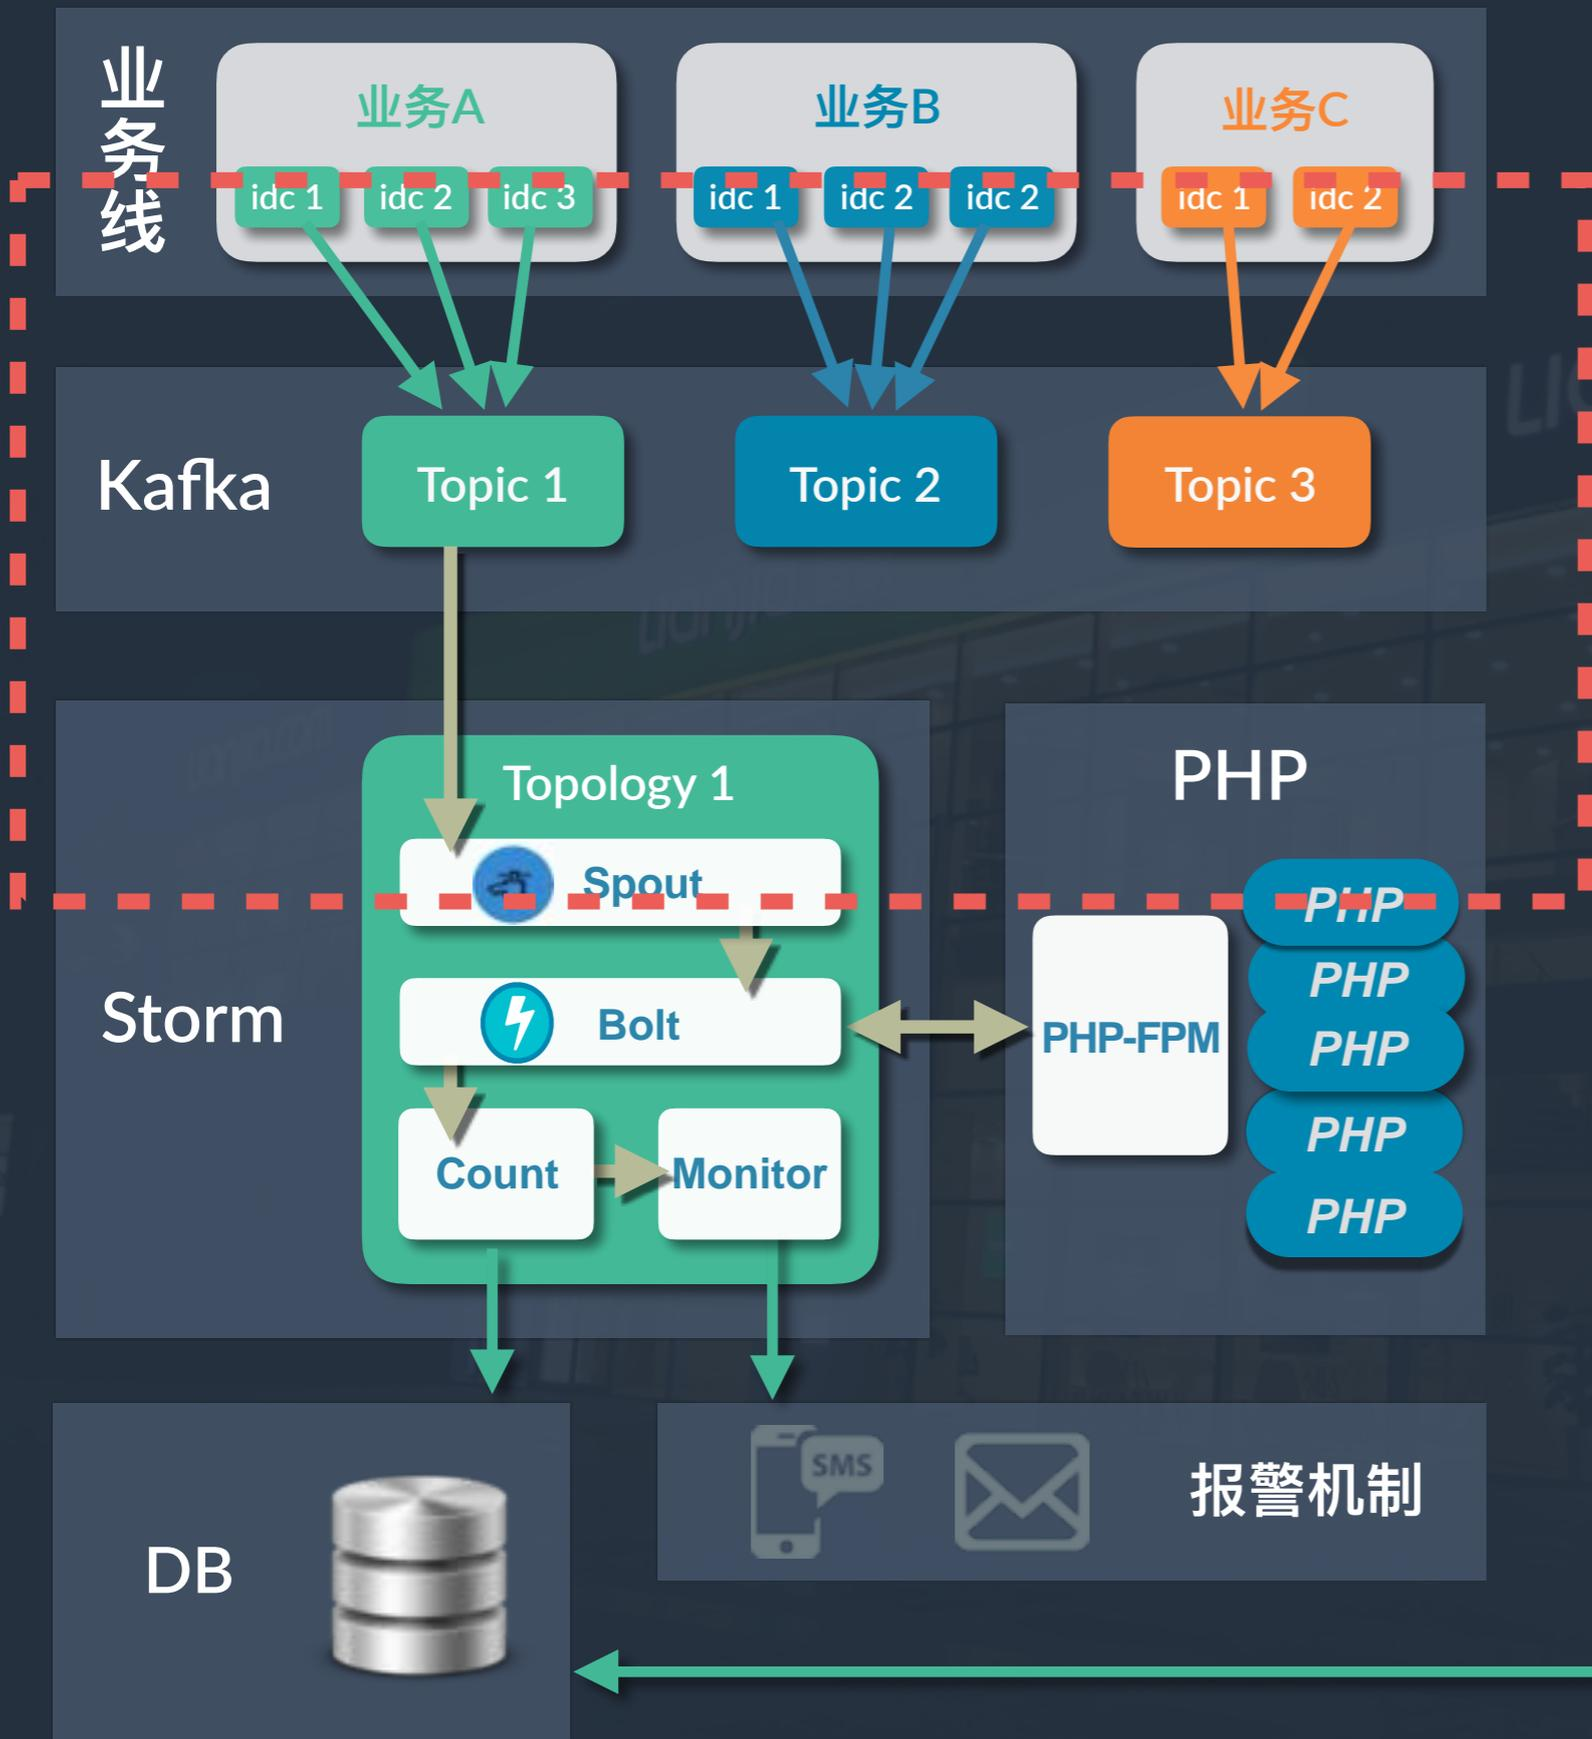 业务线
业务A
业务B
业务C
idc 1
idc 2
idc 3
idc 1
idc 2
idc 2
idc 1
idc 2
Kafka
Topic 1
Topic 2
Topic 3
Storm
Topology 1
Spout
Bolt
Count
Monitor
PHP
PHP-FPM
PHP
PHP
PHP
PHP
PHP
DB
SMS
报警机制